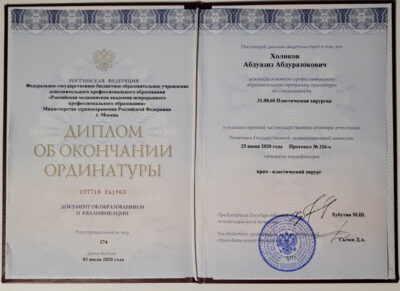 РОССИЙСКАЯ ФЕДЕРАЦИЯ
Федеральное государственное бюджетное образовательное учреждение
дополнительного профессионального образования
«Российская медицинская академия непрерывного
профессионального образования»
Министерства здравоохранения Российской Федерации
г. Москва
ДИПЛОМ
ОБ ОКОНЧАНИИ
ОРДИНАТУРЫ
107718
ДОКУМЕНТ ОБ ОБРАЗОВАНИИ И
О КВАЛИФИКАЦИИ
Регистрационный номер
274
Дата выдачи
03 июля 2020 года
Настоящий диплом свидетельствует о том, что
Холиков
Абдуазиз Абдуразокович
освоил(а) программу ординатуры
по специальности
31.08.60 Пластическая хирургия
и успешно прошел(-ла) государственную итоговую аттестацию
Решением Государственной экзаменационной комиссии
25 июня 2020 года Протокол № 216-о
присвоена квалификация
врач - пластический хирург
Председатель Государственной
экзаменационной комиссии
Хубутия М.Ш.
Руководитель
образовательную
Сычев Д.А.